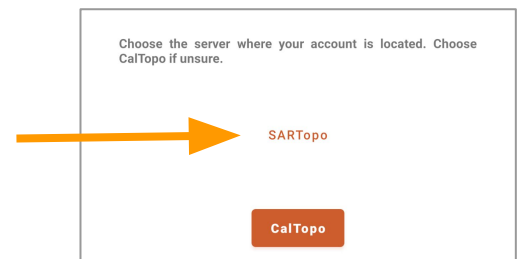 Choose the server where your account is located. Choose
CalTopo if unsure.
SARTopo
CalTopo